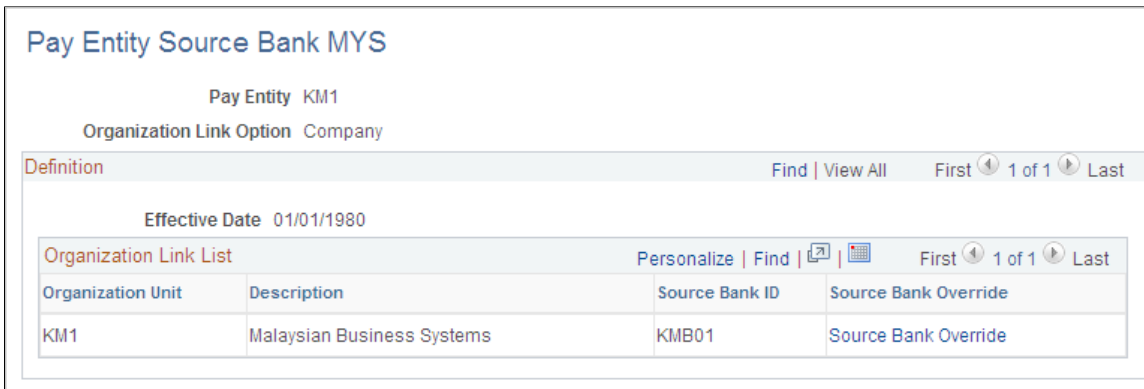 Pay Entity Source Bank MYS
Pay Entity KM1
Organization Link Option Company
Definition Find | View All First 1 of 1 Last
Effective Date 01/01/1980
Organization Link List Personalize | Find | | First 1 of 1 Last
Organization Unit Description Source Bank ID Source Bank Override
KM1 Malaysian Business Systems KMB01 Source Bank Override